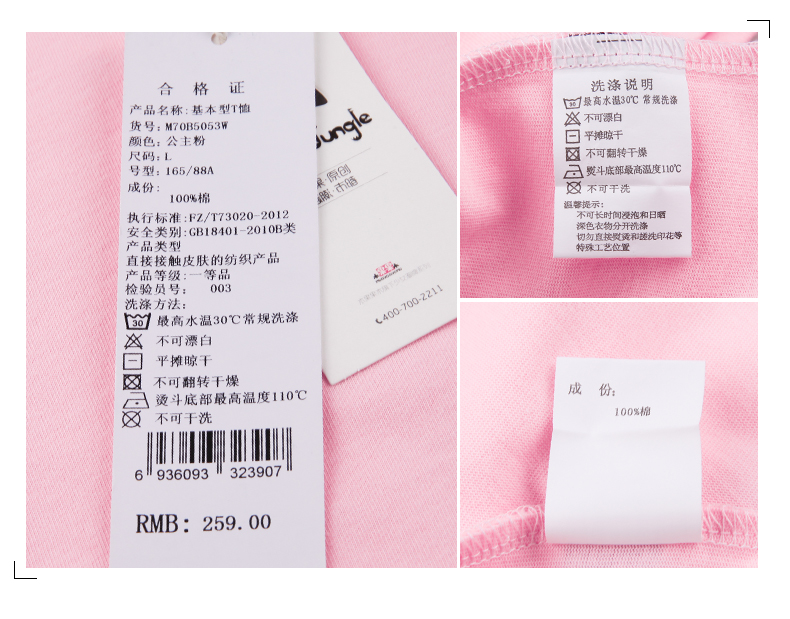 合 格 证
产品名称:基本型T恤
货号:M70B5053W
颜色:公主粉
尺码:L
号型:165/88A
成份:
100%棉
执行标准:FZ/T73020-2012
安全类别:GB18401-2010B类
产品类型
直接接触皮肤的纺织产品
产品等级:一等品
检验员号: 003
洗涤方法:
30 最高水温30℃常规洗涤
不可漂白
平摊晾干
不可翻转干燥
熨斗底部最高温度110℃
不可干洗
6 936093 323907
RMB: 259.00
Jungle
原创
市晴
400-700-2211
洗涤说明
30 最高水温30℃ 常规洗涤
不可漂白
平摊晾干
不可翻转干燥
熨斗底部最高温度110℃
不可干洗
温馨提示:
不可长时间浸泡和日晒
深色衣物分开洗涤
切勿直接熨烫和搓洗印花等
特殊工艺位置
成 份:
100%棉